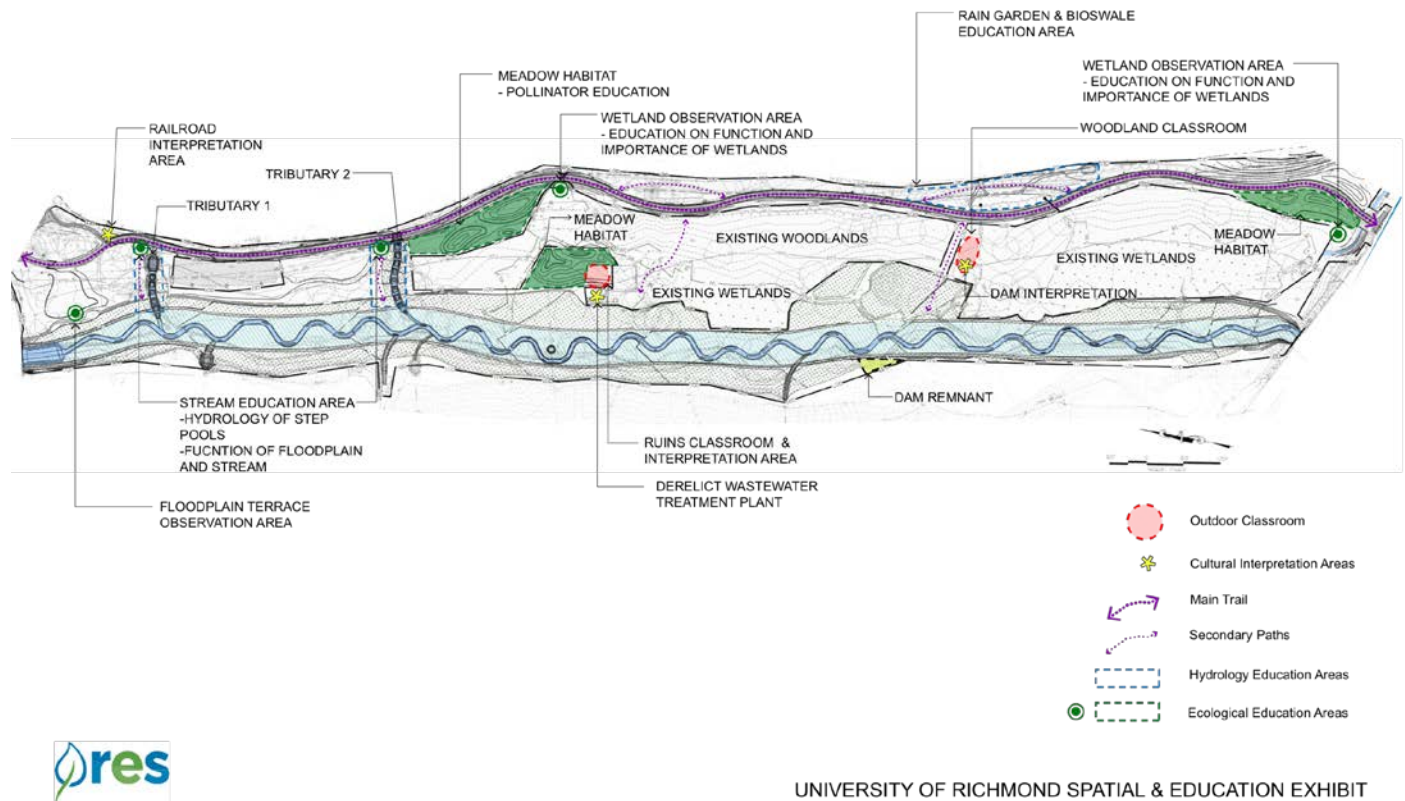 RAIN GARDEN & BIOSWALE
EDUCATION AREA
WETLAND OBSERVATION AREA
- EDUCATION ON FUNCTION AND
IMPORTANCE OF WETLANDS
MEADOW HABITAT
- POLLINATOR EDUCATION
WETLAND OBSERVATION AREA
- EDUCATION ON FUNCTION AND
IMPORTANCE OF WETLANDS
WOODLAND CLASSROOM
RAILROAD
INTERPRETATION
AREA
TRIBUTARY 2
TRIBUTARY 1
MEADOW
HABITAT
EXISTING WOODLANDS
MEADOW
HABITAT
EXISTING WETLANDS
EXISTING WETLANDS
DAM INTERPRETATION
STREAM EDUCATION AREA
-HYDROLOGY OF STEP
POOLS
-FUCNTION OF FLOODPLAIN
AND STREAM
DAM REMNANT
RUINS CLASSROOM &
INTERPRETATION AREA
DERELICT WASTEWATER
TREATMENT PLANT
FLOODPLAIN TERRACE
OBSERVATION AREA
Outdoor Classroom
Cultural Interpretation Areas
Main Trail
Secondary Paths
Hydrology Education Areas
Ecological Education Areas
res
UNIVERSITY OF RICHMOND SPATIAL & EDUCATION EXHIBIT